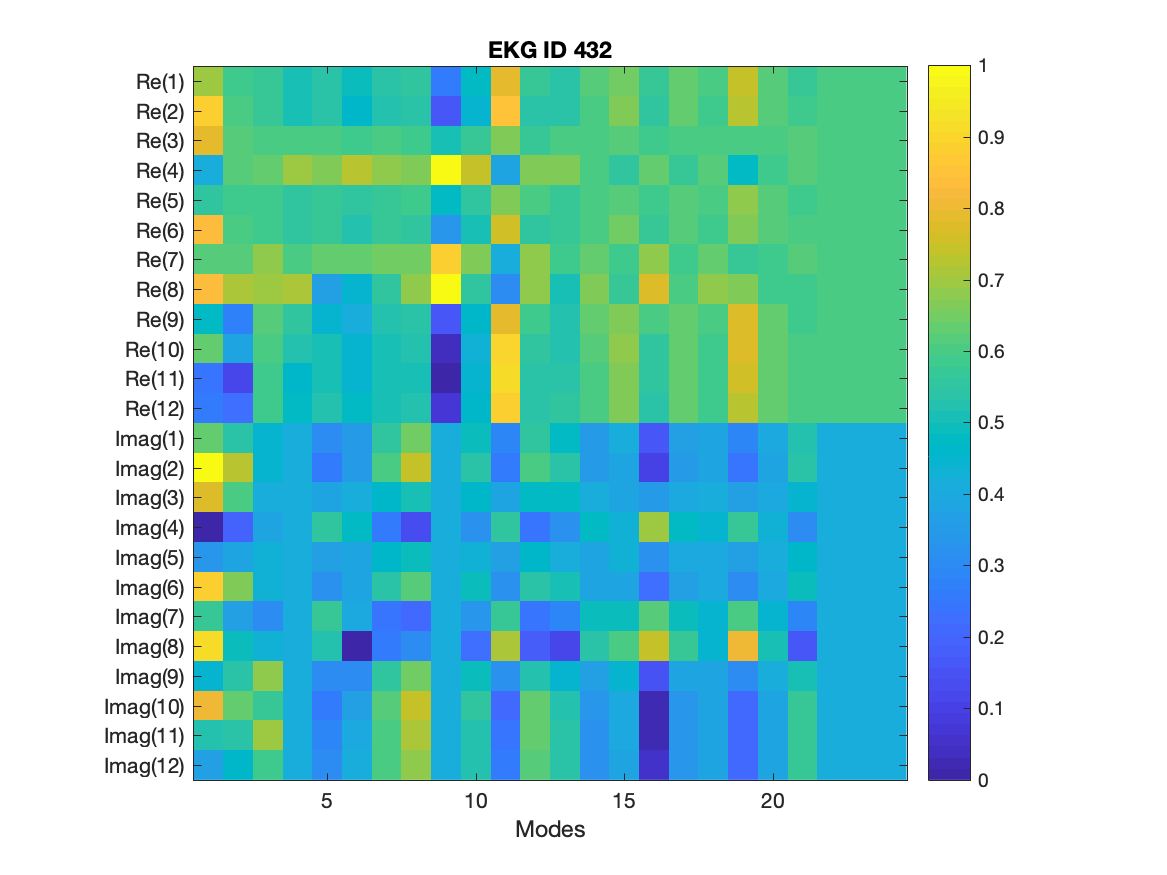 EKG ID 432
Re(1)
Re(2)
Re(3)
Re(4)
Re(5)
Re(6)
Re(7)
Re(8)
Re(9)
Re(10)
Re(11)
Re(12)
Imag(1)
Imag(2)
Imag(3)
Imag(4)
Imag(5)
Imag(6)
Imag(7)
Imag(8)
Imag(9)
Imag(10)
Imag(11)
Imag(12)
5 10 15 20
Modes
1
0.9
0.8
0.7
0.6
0.5
0.4
0.3
0.2
0.1
0